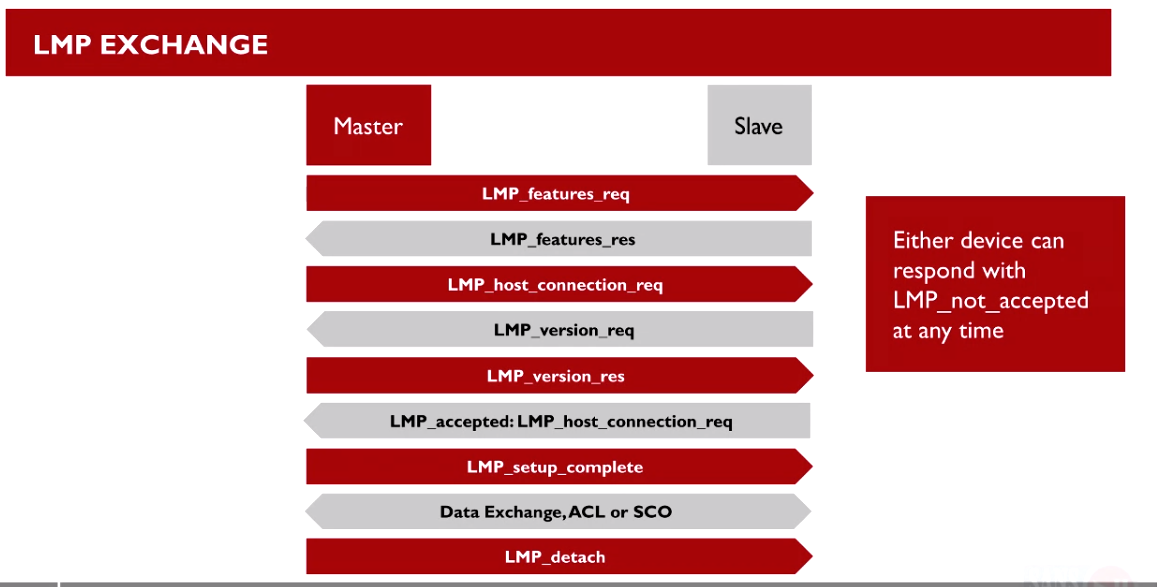 LMP EXCHANGE
Master
Slave
LMP_features_req
LMP_features_res
LMP_host_connection_req
LMP_version_req
LMP_version_res
LMP_accepted: LMP_host_connection_req
LMP_setup_complete
Data Exchange, ACL or SCO
LMP_detach
Either device can
respond with
LMP_not_accepted
at any time